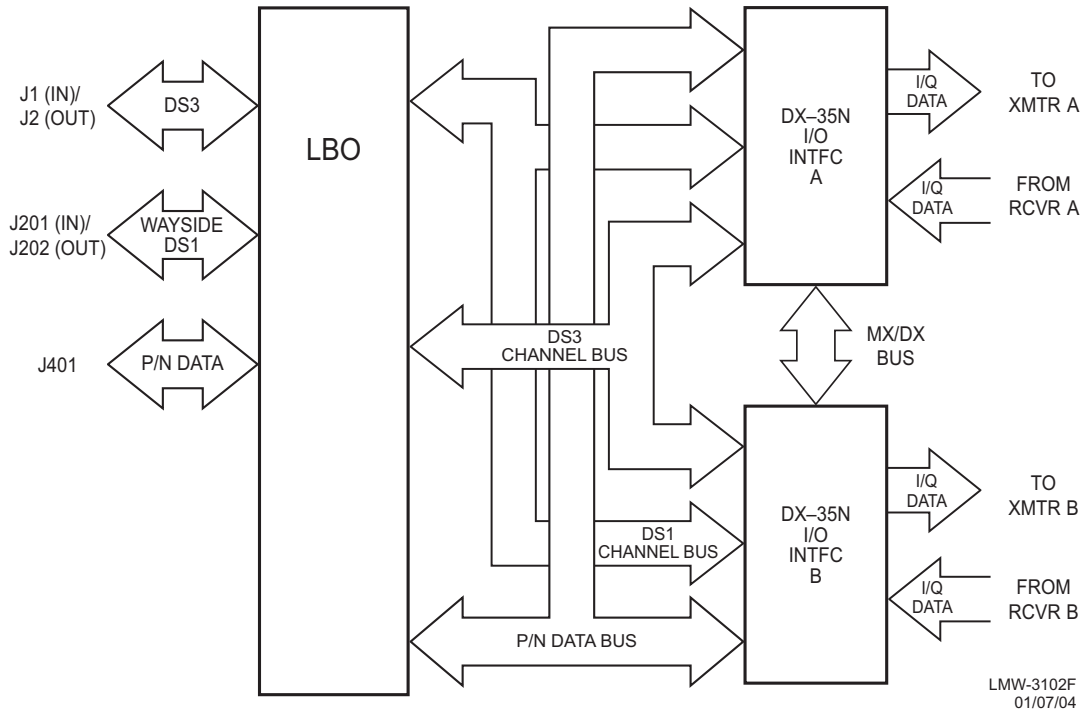 J1 (IN)/
J2 (OUT)
DS3
J201 (IN)/
J202 (OUT)
WAYSIDE
DS1
J401
P/N DATA
LBO
DS3
CHANNEL BUS
DS1
CHANNEL BUS
P/N DATA BUS
DX–35N
I/O
INTFC
A
I/Q
DATA
TO
XMTR A
I/Q
DATA
FROM
RCVR A
MX/DX
BUS
DX–35N
I/O
INTFC
B
I/Q
DATA
TO
XMTR B
I/Q
DATA
FROM
RCVR B
LMW-3102F
01/07/04